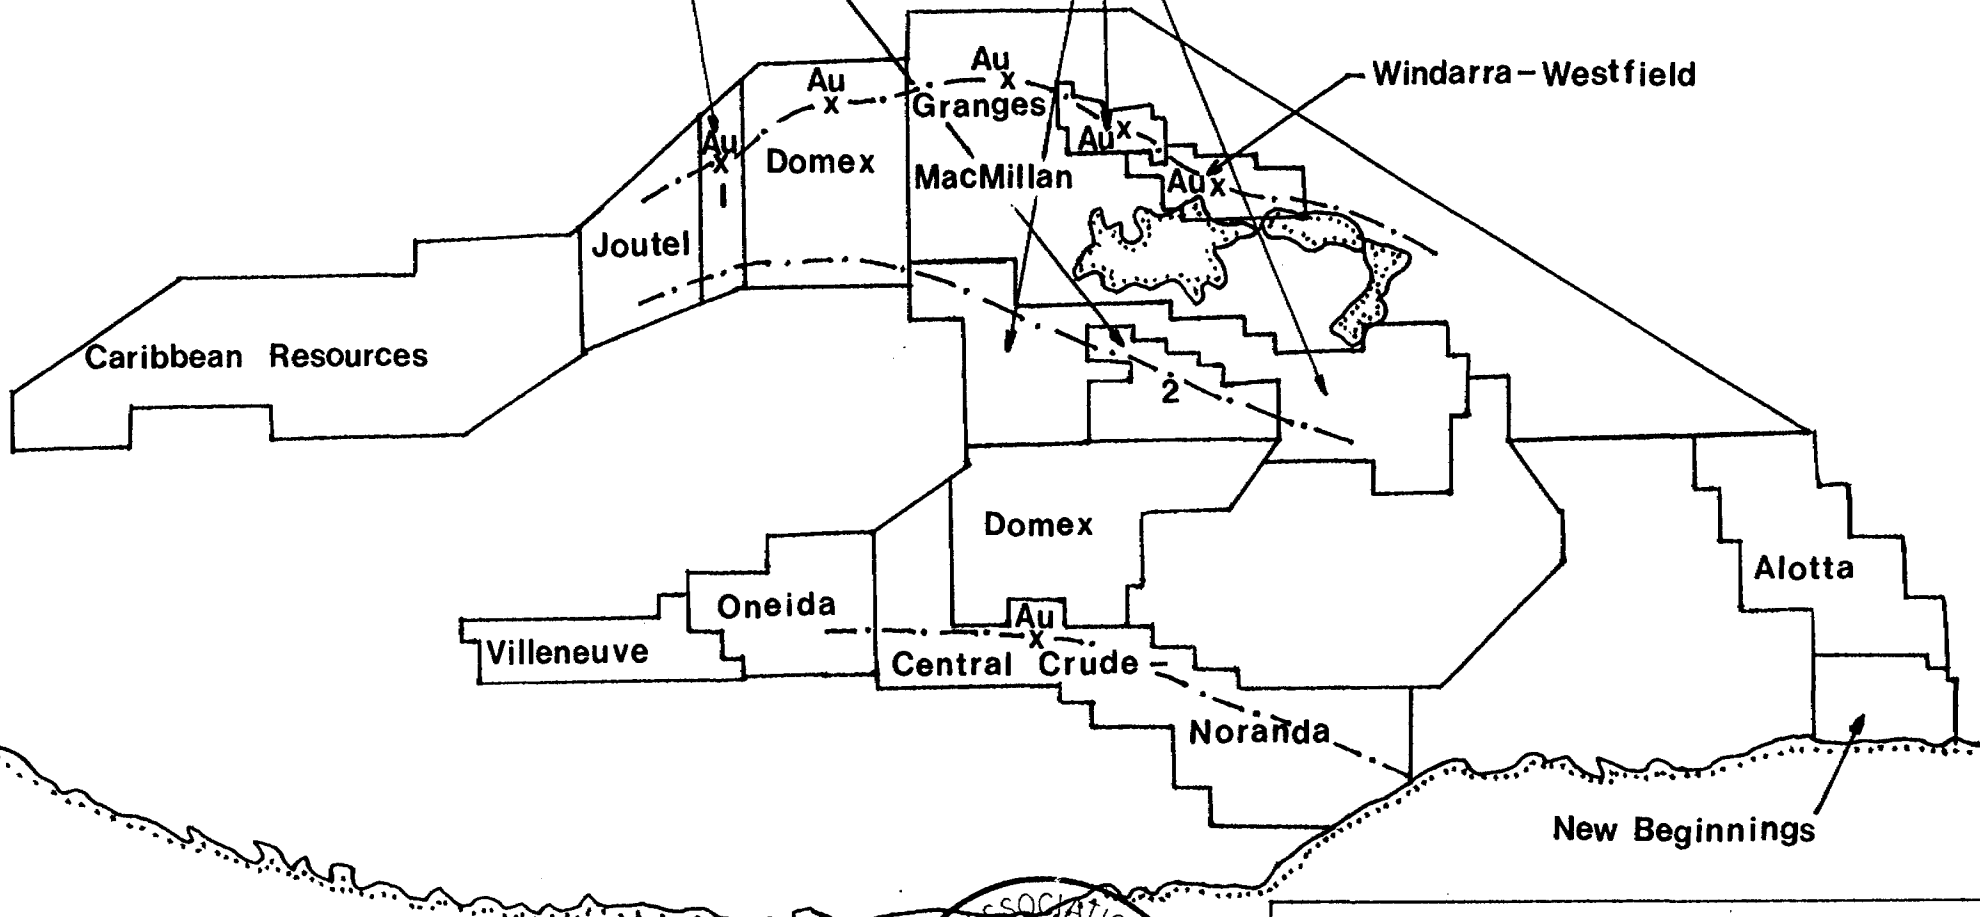 Au
x
Windarra-Westfield
Au
x
Granges
Au
x
Au
x
Domex
1
MacMillan
Au
x
Joutel
Caribbean Resources
2
Domex
Alotta
Oneida
Au
x
Villeneuve
Central Crude -
Noranda
New Beginnings